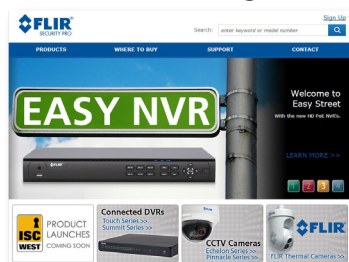 FLIR
SECURITY PRO
Sign Up
Search: enter keyword or model number
PRODUCTS
WHERE TO BUY
SUPPORT
CONTACT
EASY NVR
Welcome to
Easy Street
With the new HD PoE NVRs.
LEARN MORE >>
1 2 3 4
ISC
WEST
PRODUCT
LAUNCHES
COMING SOON
Connected DVRs
Touch Series >>
Summit Series >>
CCTV Cameras
Echelon Series >>
Pinnacle Series >>
FLIR
FLIR Thermal Cameras >>